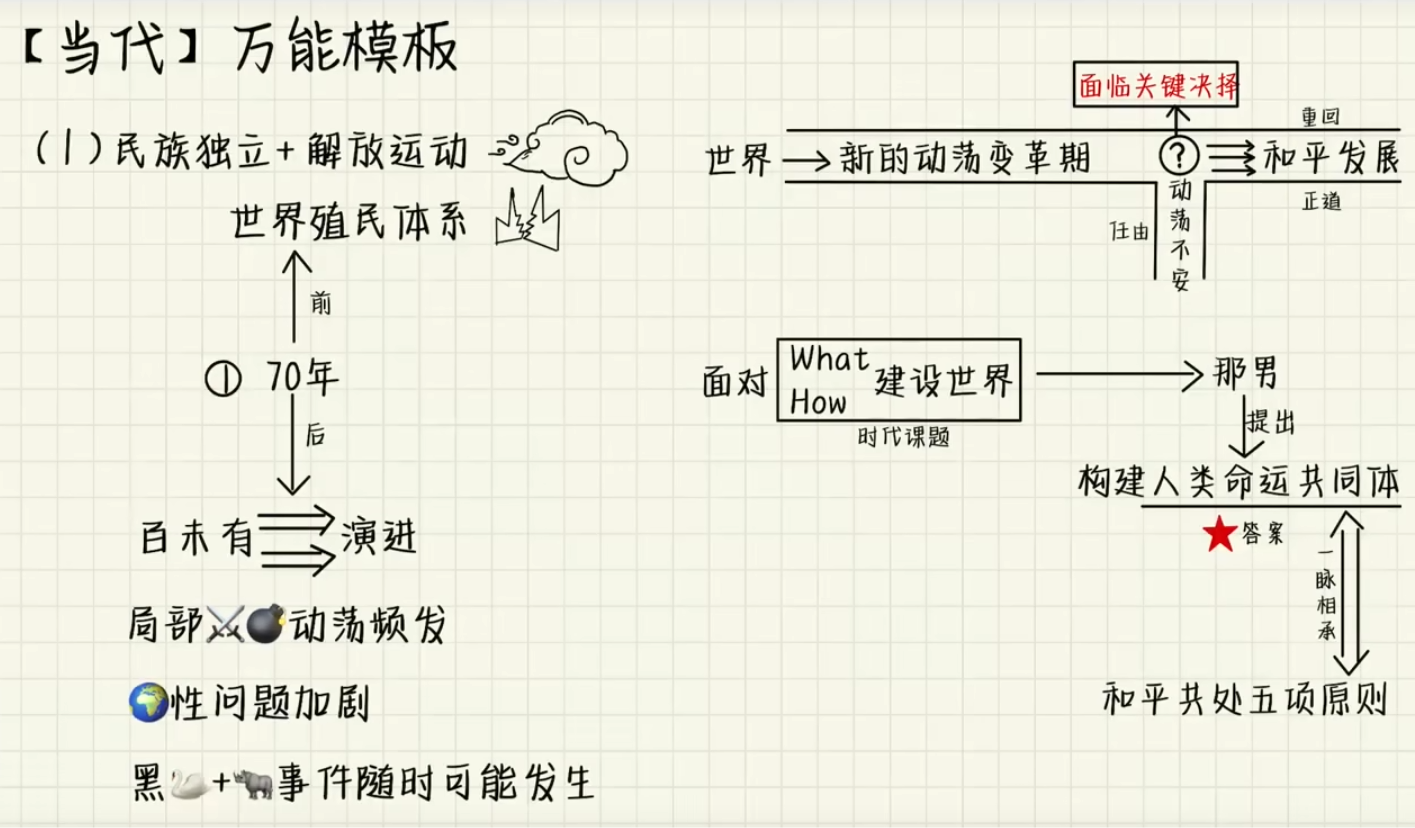 【当代】万能模板
(1)民族独立+解放运动
世界殖民体系
前
① 70年
后
百未有 演进
局部⚔💣动荡频发
🌍性问题加剧
黑🦢+🦏事件随时可能发生
面临关键决择
重回
世界 新的动荡变革期 ? 和平发展
正道
任由
动荡不安
面对 What How 建设世界 那男
时代课题
提出
构建人类命运共同体
★答案
一脉相承
和平共处五项原则